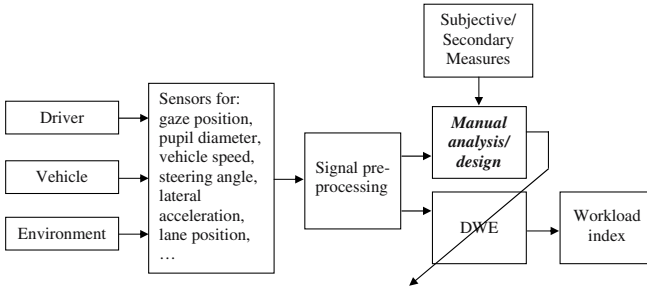 Subjective/
Secondary
Measures
Driver
Vehicle
Environment
Sensors for:
gaze position,
pupil diameter,
vehicle speed,
steering angle,
lateral
acceleration,
lane position,
…
Signal pre-
processing
Manual
analysis/
design
DWE
Workload
index